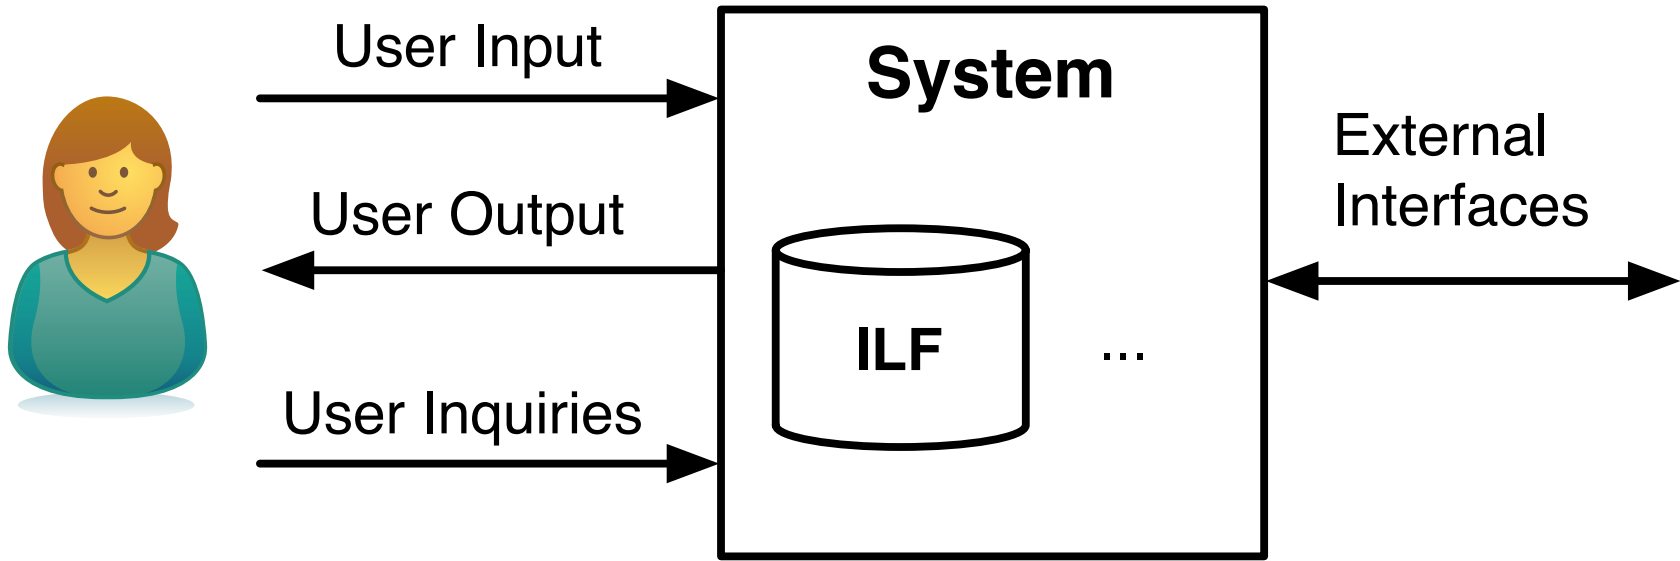 User Input
System
External
Interfaces
User Output
ILF
...
User Inquiries